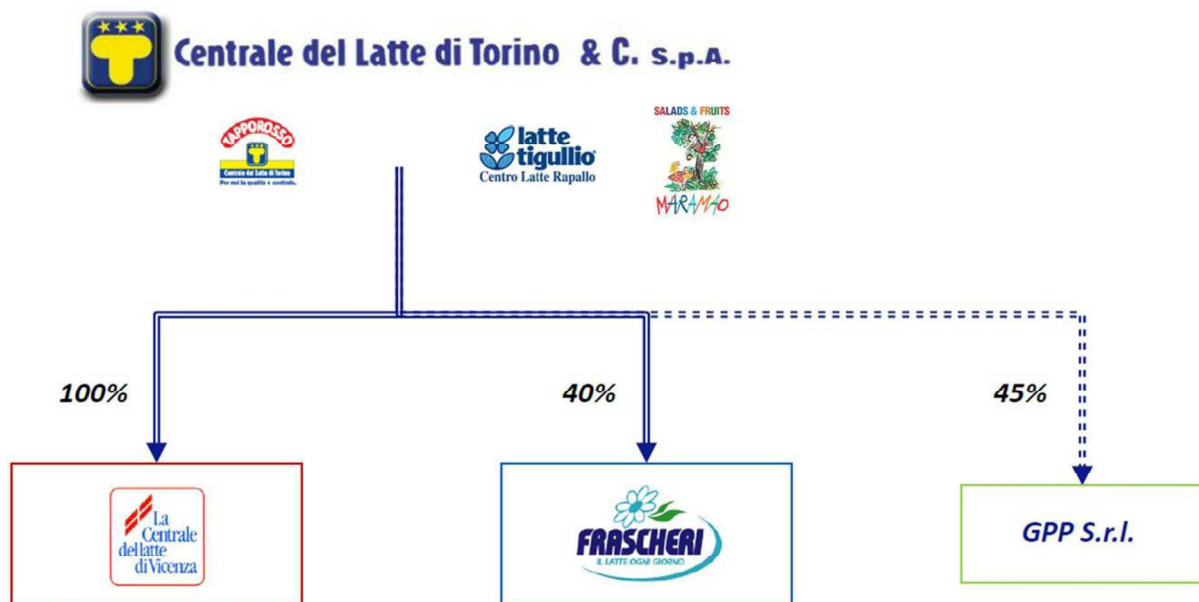 Centrale del Latte di Torino & C. S.p.A.
TAPPOROSSO
Centrale del Latte di Torino
Per noi la qualità è centrale.
latte
tigullio
Centro Latte Rapallo
SALADS & FRUITS
MARAMAO
100%
40%
45%
La
Centrale
del latte
di Vicenza
FRASCHERI
IL LATTE OGNI GIORNO
GPP S.r.l.